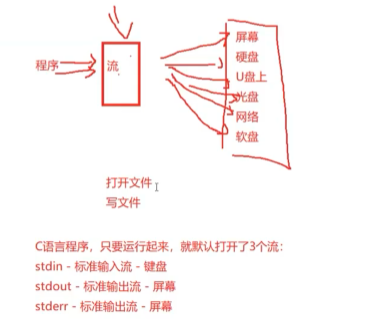 程序
流
屏幕
硬盘
U盘上
光盘
网络
软盘
打开文件
写文件
C语言程序，只要运行起来，就默认打开了3个流：
stdin - 标准输入流 - 键盘
stdout - 标准输出流 - 屏幕
stderr - 标准输出流 - 屏幕